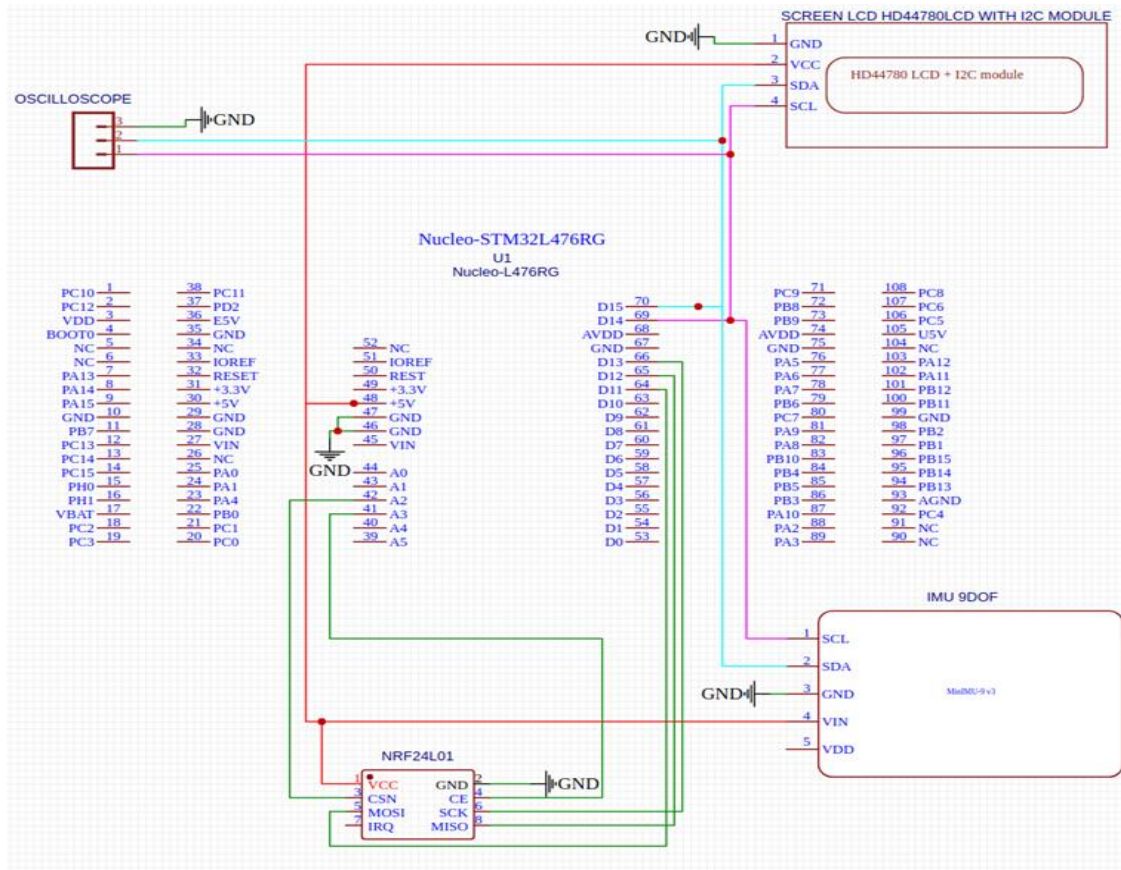 SCREEN LCD HD44780LCD WITH I2C MODULE
GND
1 GND
2 VCC
3 SDA
4 SCL
HD44780 LCD + I2C module
OSCILLOSCOPE
3
2
1
GND
Nucleo-STM32L476RG
U1
Nucleo-L476RG
PC10 1
PC12 2
VDD 3
BOOT0 4
NC 5
NC 6
PA13 7
PA14 8
PA15 9
GND 10
PB7 11
PC13 12
PC14 13
PC15 14
PH0 15
PH1 16
VBAT 17
PC2 18
PC3 19
38 PC11
37 PD2
36 E5V
35 GND
34 NC
33 IOREF
32 RESET
31 +3.3V
30 +5V
29 GND
28 GND
27 VIN
26 NC
25 PA0
24 PA1
23 PA4
22 PB0
21 PC1
20 PC0
52 NC
51 IOREF
50 REST
49 +3.3V
48 +5V
47 GND
46 GND
45 VIN
GND
44 A0
43 A1
42 A2
41 A3
40 A4
39 A5
D15 70
D14 69
AVDD 68
GND 67
D13 66
D12 65
D11 64
D10 63
D9 62
D8 61
D7 60
D6 59
D5 58
D4 57
D3 56
D2 55
D1 54
D0 53
PC9 71
PB8 72
PB9 73
AVDD 74
GND 75
PA5 76
PA6 77
PA7 78
PB6 79
PC7 80
PA9 81
PA8 82
PB10 83
PB4 84
PB5 85
PB3 86
PA10 87
PA2 88
PA3 89
108 PC8
107 PC6
106 PC5
105 U5V
104 NC
103 PA12
102 PA11
101 PB12
100 PB11
99 GND
98 PB2
97 PB1
96 PB15
95 PB14
94 PB13
93 AGND
92 PC4
91 NC
90 NC
IMU 9DOF
1 SCL
2 SDA
3 GND
4 VIN
5 VDD
GND
MinIMU-9 v3
NRF24L01
1 VCC
3 CSN
5 MOSI
7 IRQ
GND 2
CE 4
SCK 6
MISO 8
GND